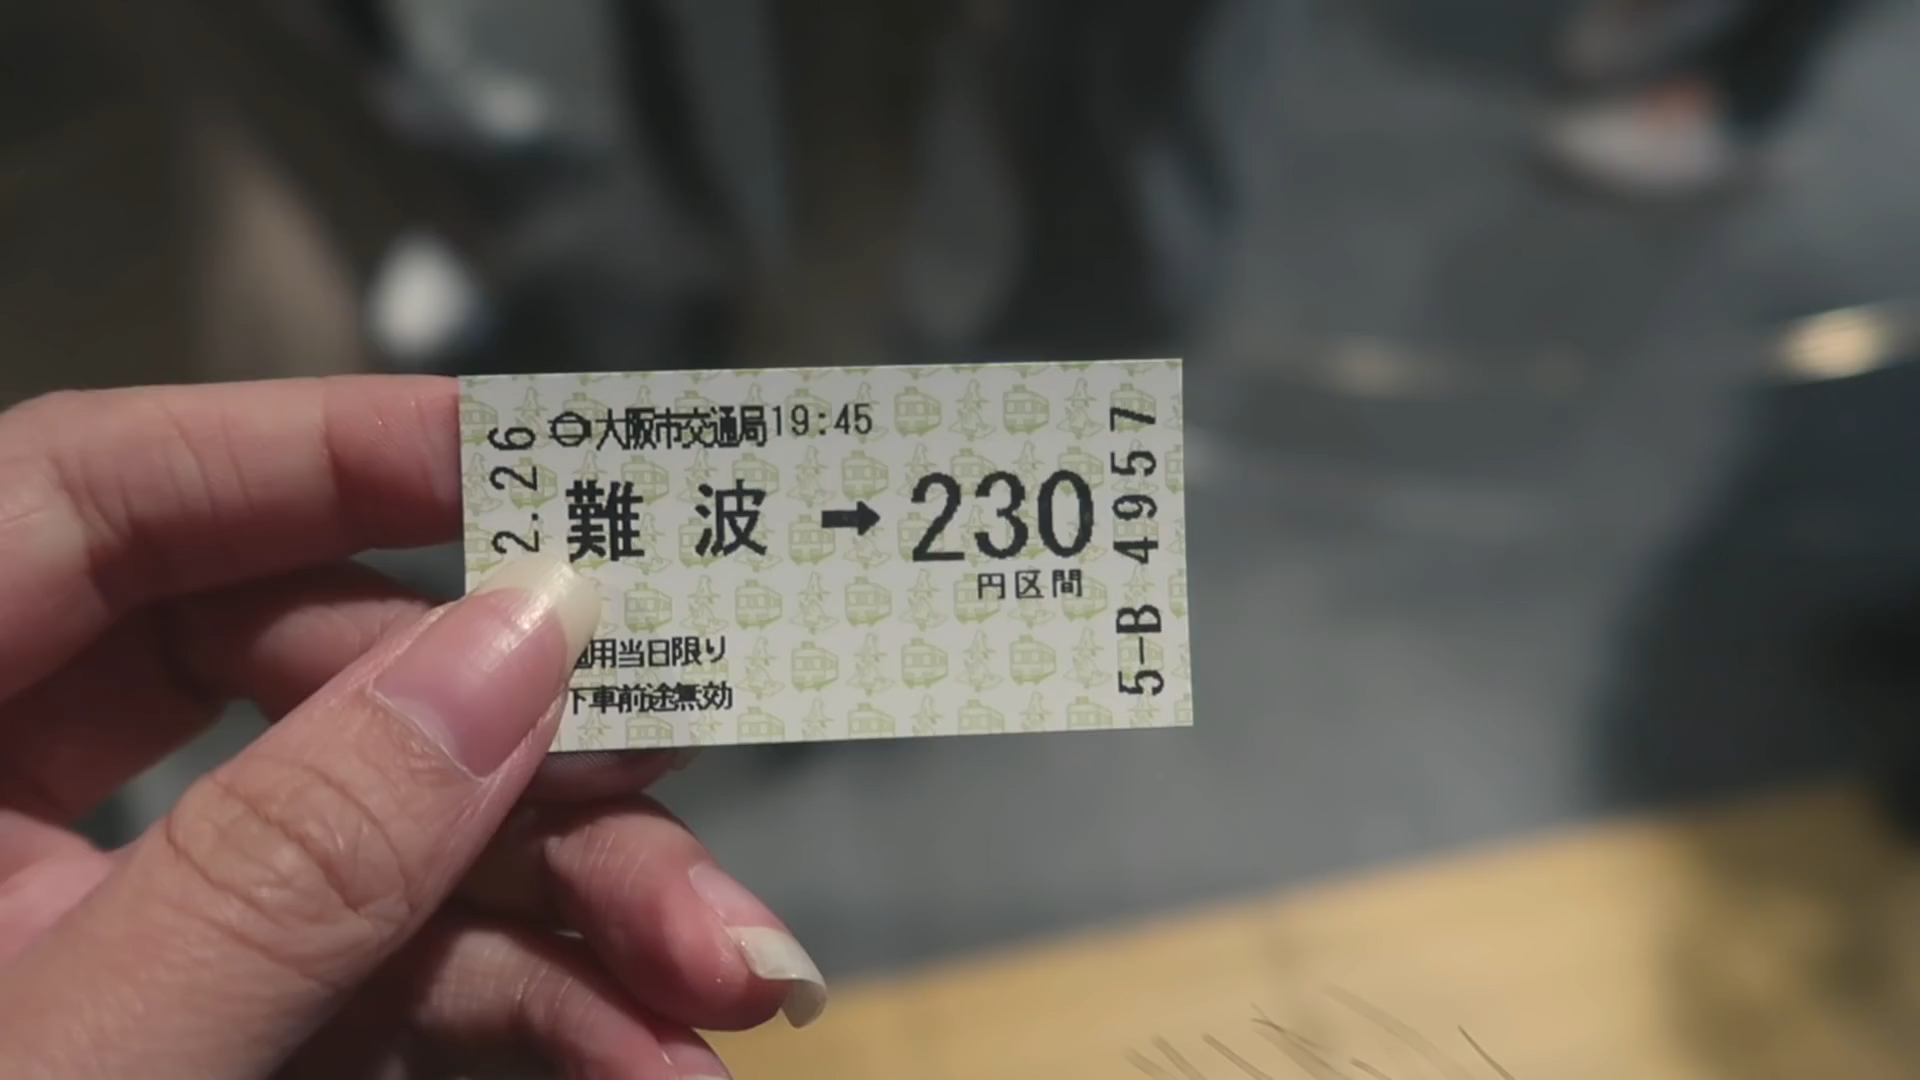 大阪市交通局19:45
2.26
難波→230
円区間
用当日限り
下車前途無効
5-B 4957